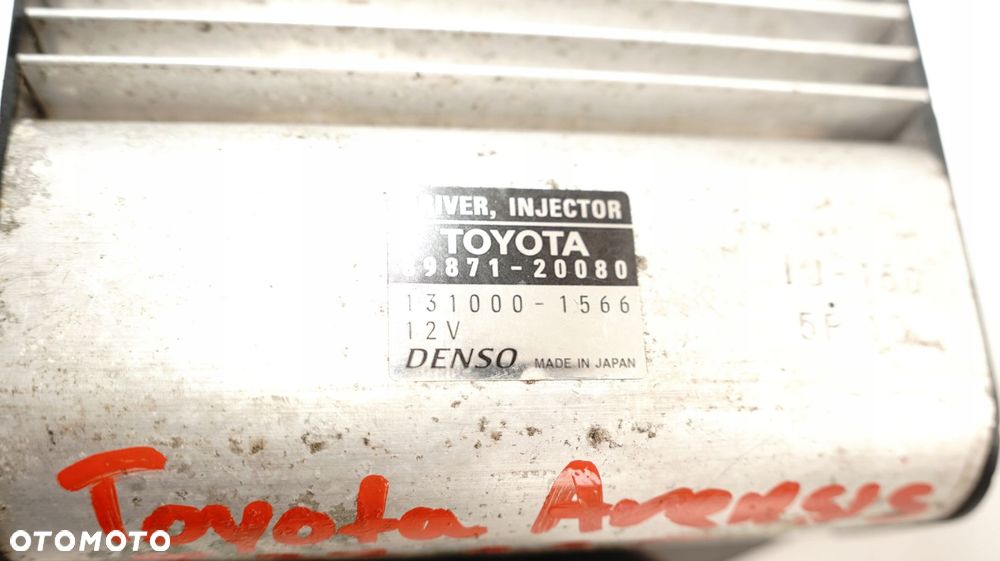 DRIVER, INJECTOR
TOYOTA
89871-20080
131000-1566
12V
DENSO MADE IN JAPAN
Toyota Avensis
OTOMOTO